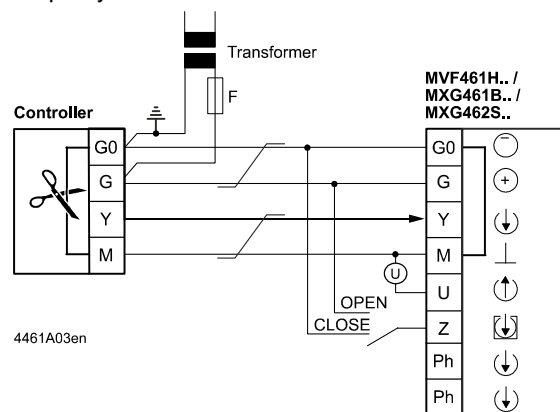 Transformer
F
MVF461H.. /
MXG461B.. /
MXG462S..
Controller
G0
G
Y
M
G0
G
Y
M
U
Z
Ph
Ph
U
OPEN
CLOSE
4461A03en